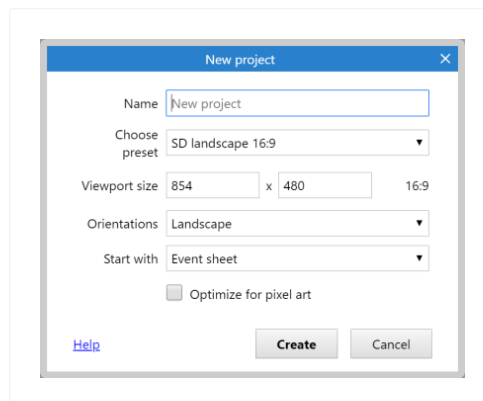 New project
Name New project
Choose preset SD landscape 16:9
Viewport size 854 x 480 16:9
Orientations Landscape
Start with Event sheet
Optimize for pixel art
Help Create Cancel